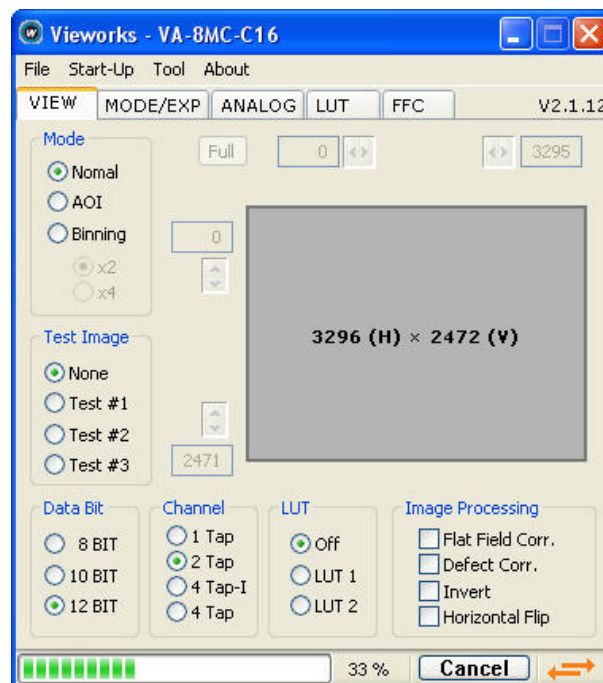 Vieworks - VA-8MC-C16
File Start-Up Tool About
VIEW MODE/EXP ANALOG LUT FFC V2.1.12
Mode
Nomal
AOI
Binning
x2
x4
Full 0 3295
0
3296 (H) × 2472 (V)
2471
Test Image
None
Test #1
Test #2
Test #3
Data Bit
8 BIT
10 BIT
12 BIT
Channel
1 Tap
2 Tap
4 Tap-I
4 Tap
LUT
Off
LUT 1
LUT 2
Image Processing
Flat Field Corr.
Defect Corr.
Invert
Horizontal Flip
33 % Cancel